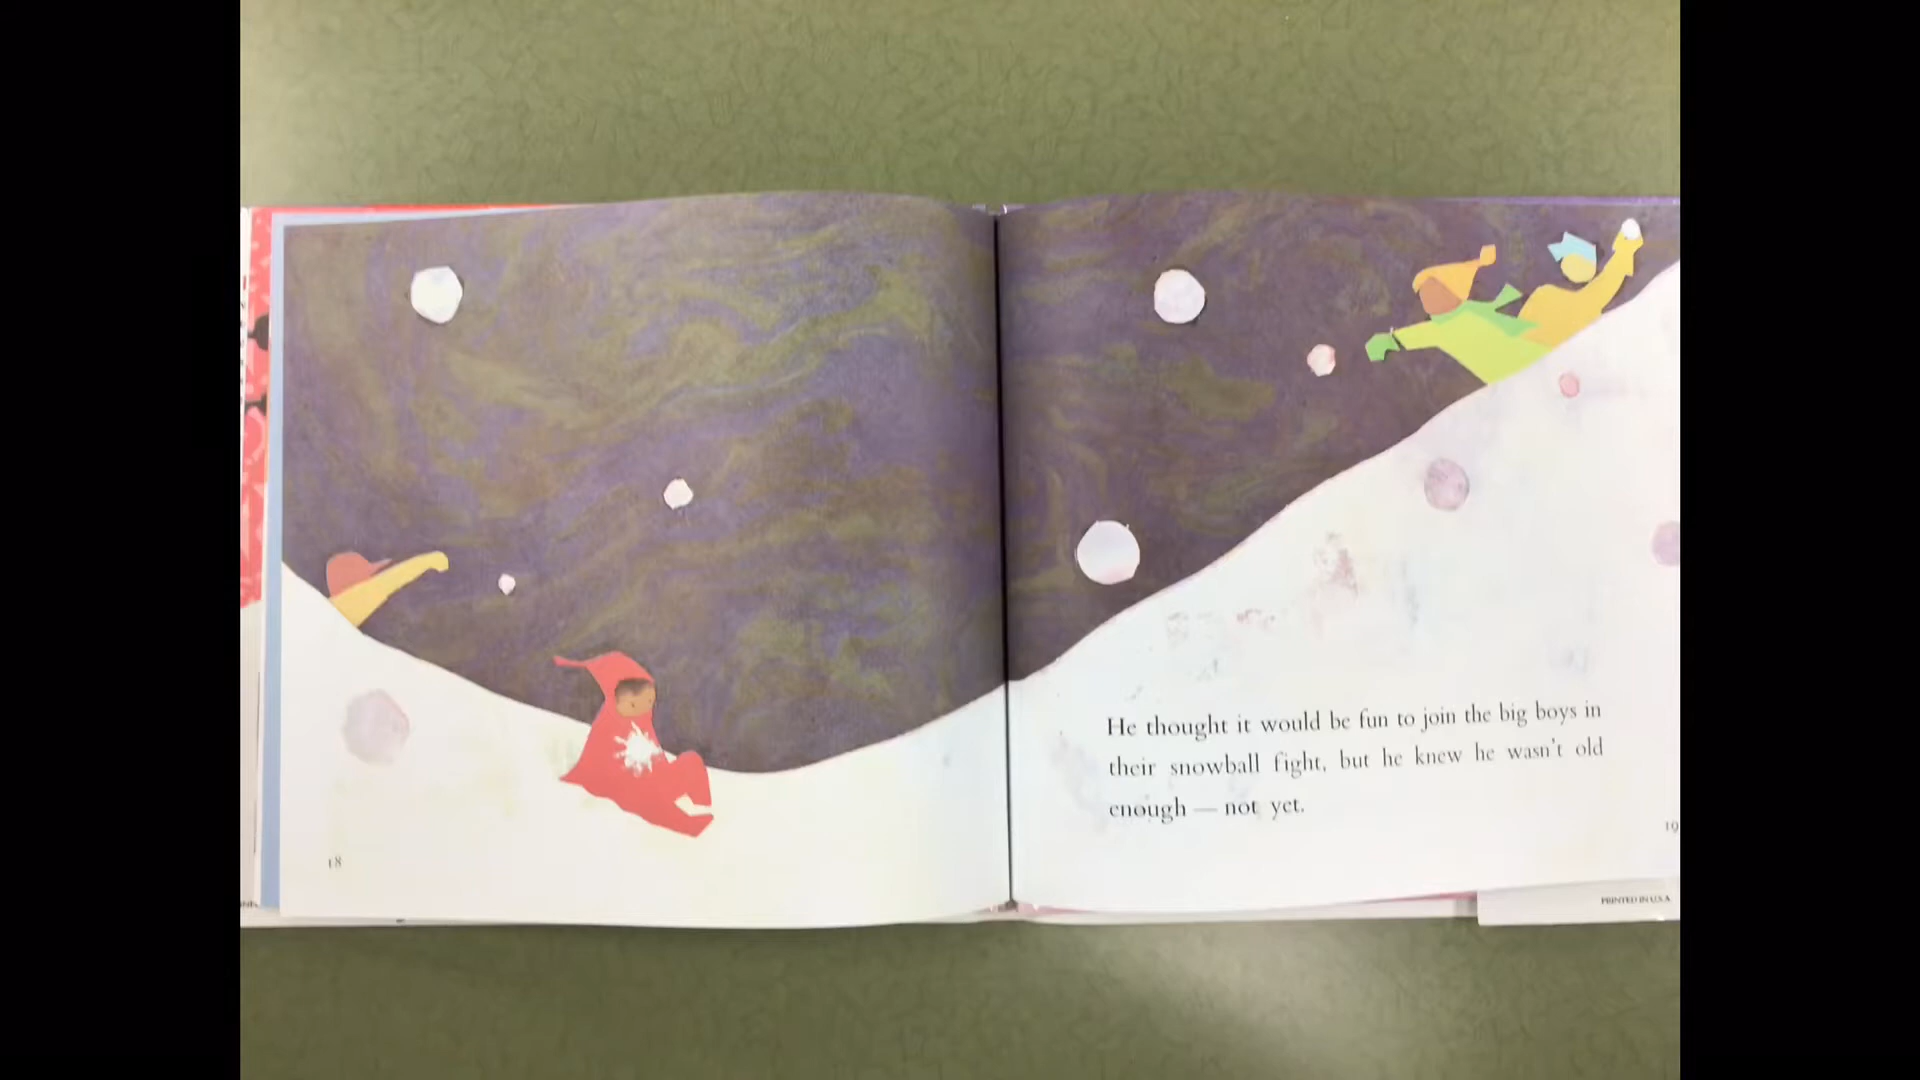 He thought it would be fun to join the big boys in
their snowball fight, but he knew he wasn't old
enough — not yet.
18
19
PRINTED IN U.S.A